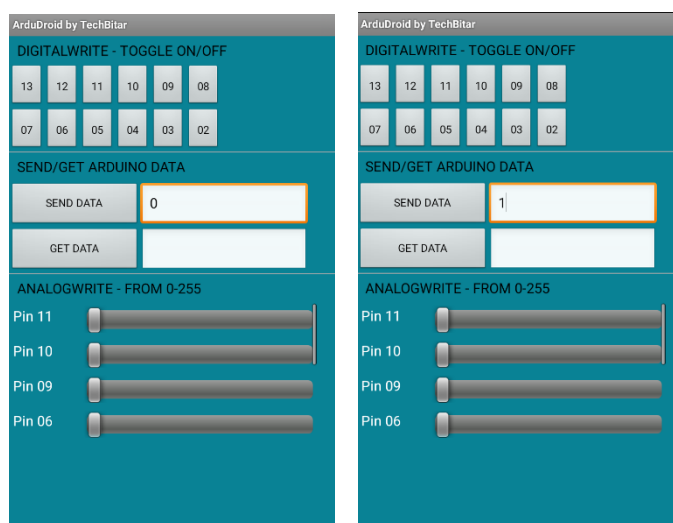 ArduDroid by TechBitar
DIGITALWRITE - TOGGLE ON/OFF
13 12 11 10 09 08
07 06 05 04 03 02
SEND/GET ARDUINO DATA
SEND DATA 0
GET DATA
ANALOGWRITE - FROM 0-255
Pin 11
Pin 10
Pin 09
Pin 06
ArduDroid by TechBitar
DIGITALWRITE - TOGGLE ON/OFF
13 12 11 10 09 08
07 06 05 04 03 02
SEND/GET ARDUINO DATA
SEND DATA 1
GET DATA
ANALOGWRITE - FROM 0-255
Pin 11
Pin 10
Pin 09
Pin 06